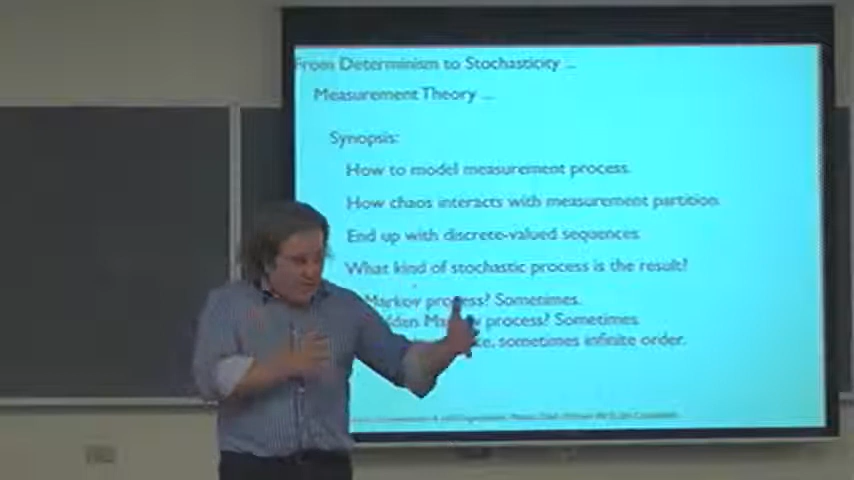 From Determinism to Stochasticity ...
Measurement Theory ...
Synopsis:
How to model measurement process.
How chaos interacts with measurement partition.
End up with discrete-valued sequences.
What kind of stochastic process is the result?
Markov process? Sometimes.
process? Sometimes.
sometimes infinite order.